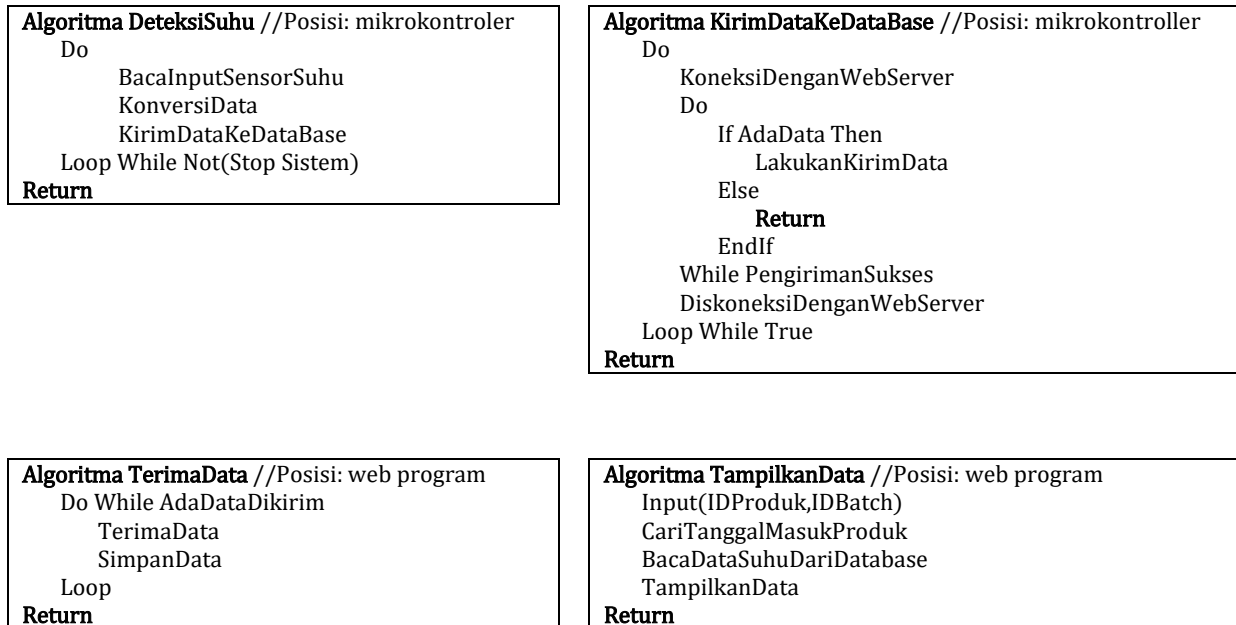 Algoritma DeteksiSuhu //Posisi: mikrokontroler
Do
BacaInputSensorSuhu
KonversiData
KirimDataKeDataBase
Loop While Not(Stop Sistem)
Return
Algoritma KirimDataKeDataBase //Posisi: mikrokontroller
Do
KoneksiDenganWebServer
Do
If AdaData Then
LakukanKirimData
Else
Return
EndIf
While PengirimanSukses
DiskoneksiDenganWebServer
Loop While True
Return
Algoritma TerimaData //Posisi: web program
Do While AdaDataDikirim
TerimaData
SimpanData
Loop
Return
Algoritma TampilkanData //Posisi: web program
Input(IDProduk,IDBatch)
CariTanggalMasukProduk
BacaDataSuhuDariDatabase
TampilkanData
Return